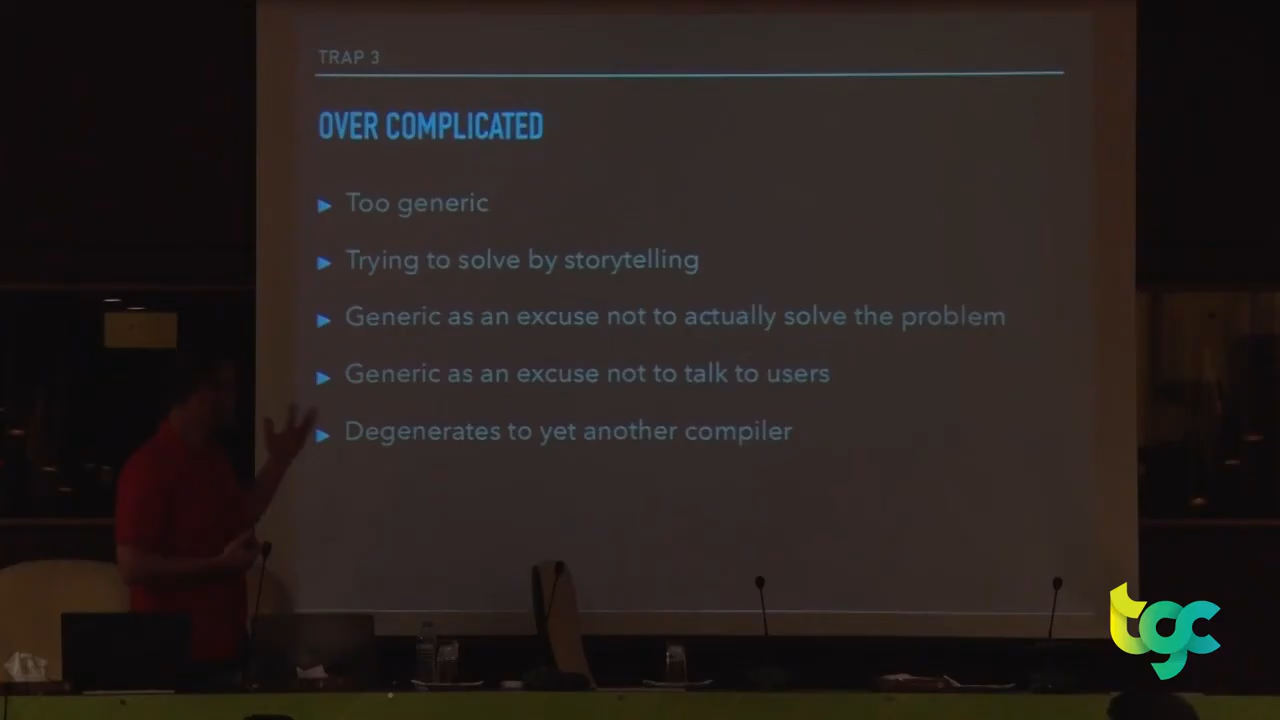 TRAP 3
OVER COMPLICATED
▶ Too generic
▶ Trying to solve by storytelling
▶ Generic as an excuse not to actually solve the problem
▶ Generic as an excuse not to talk to users
▶ Degenerates to yet another compiler
tgc